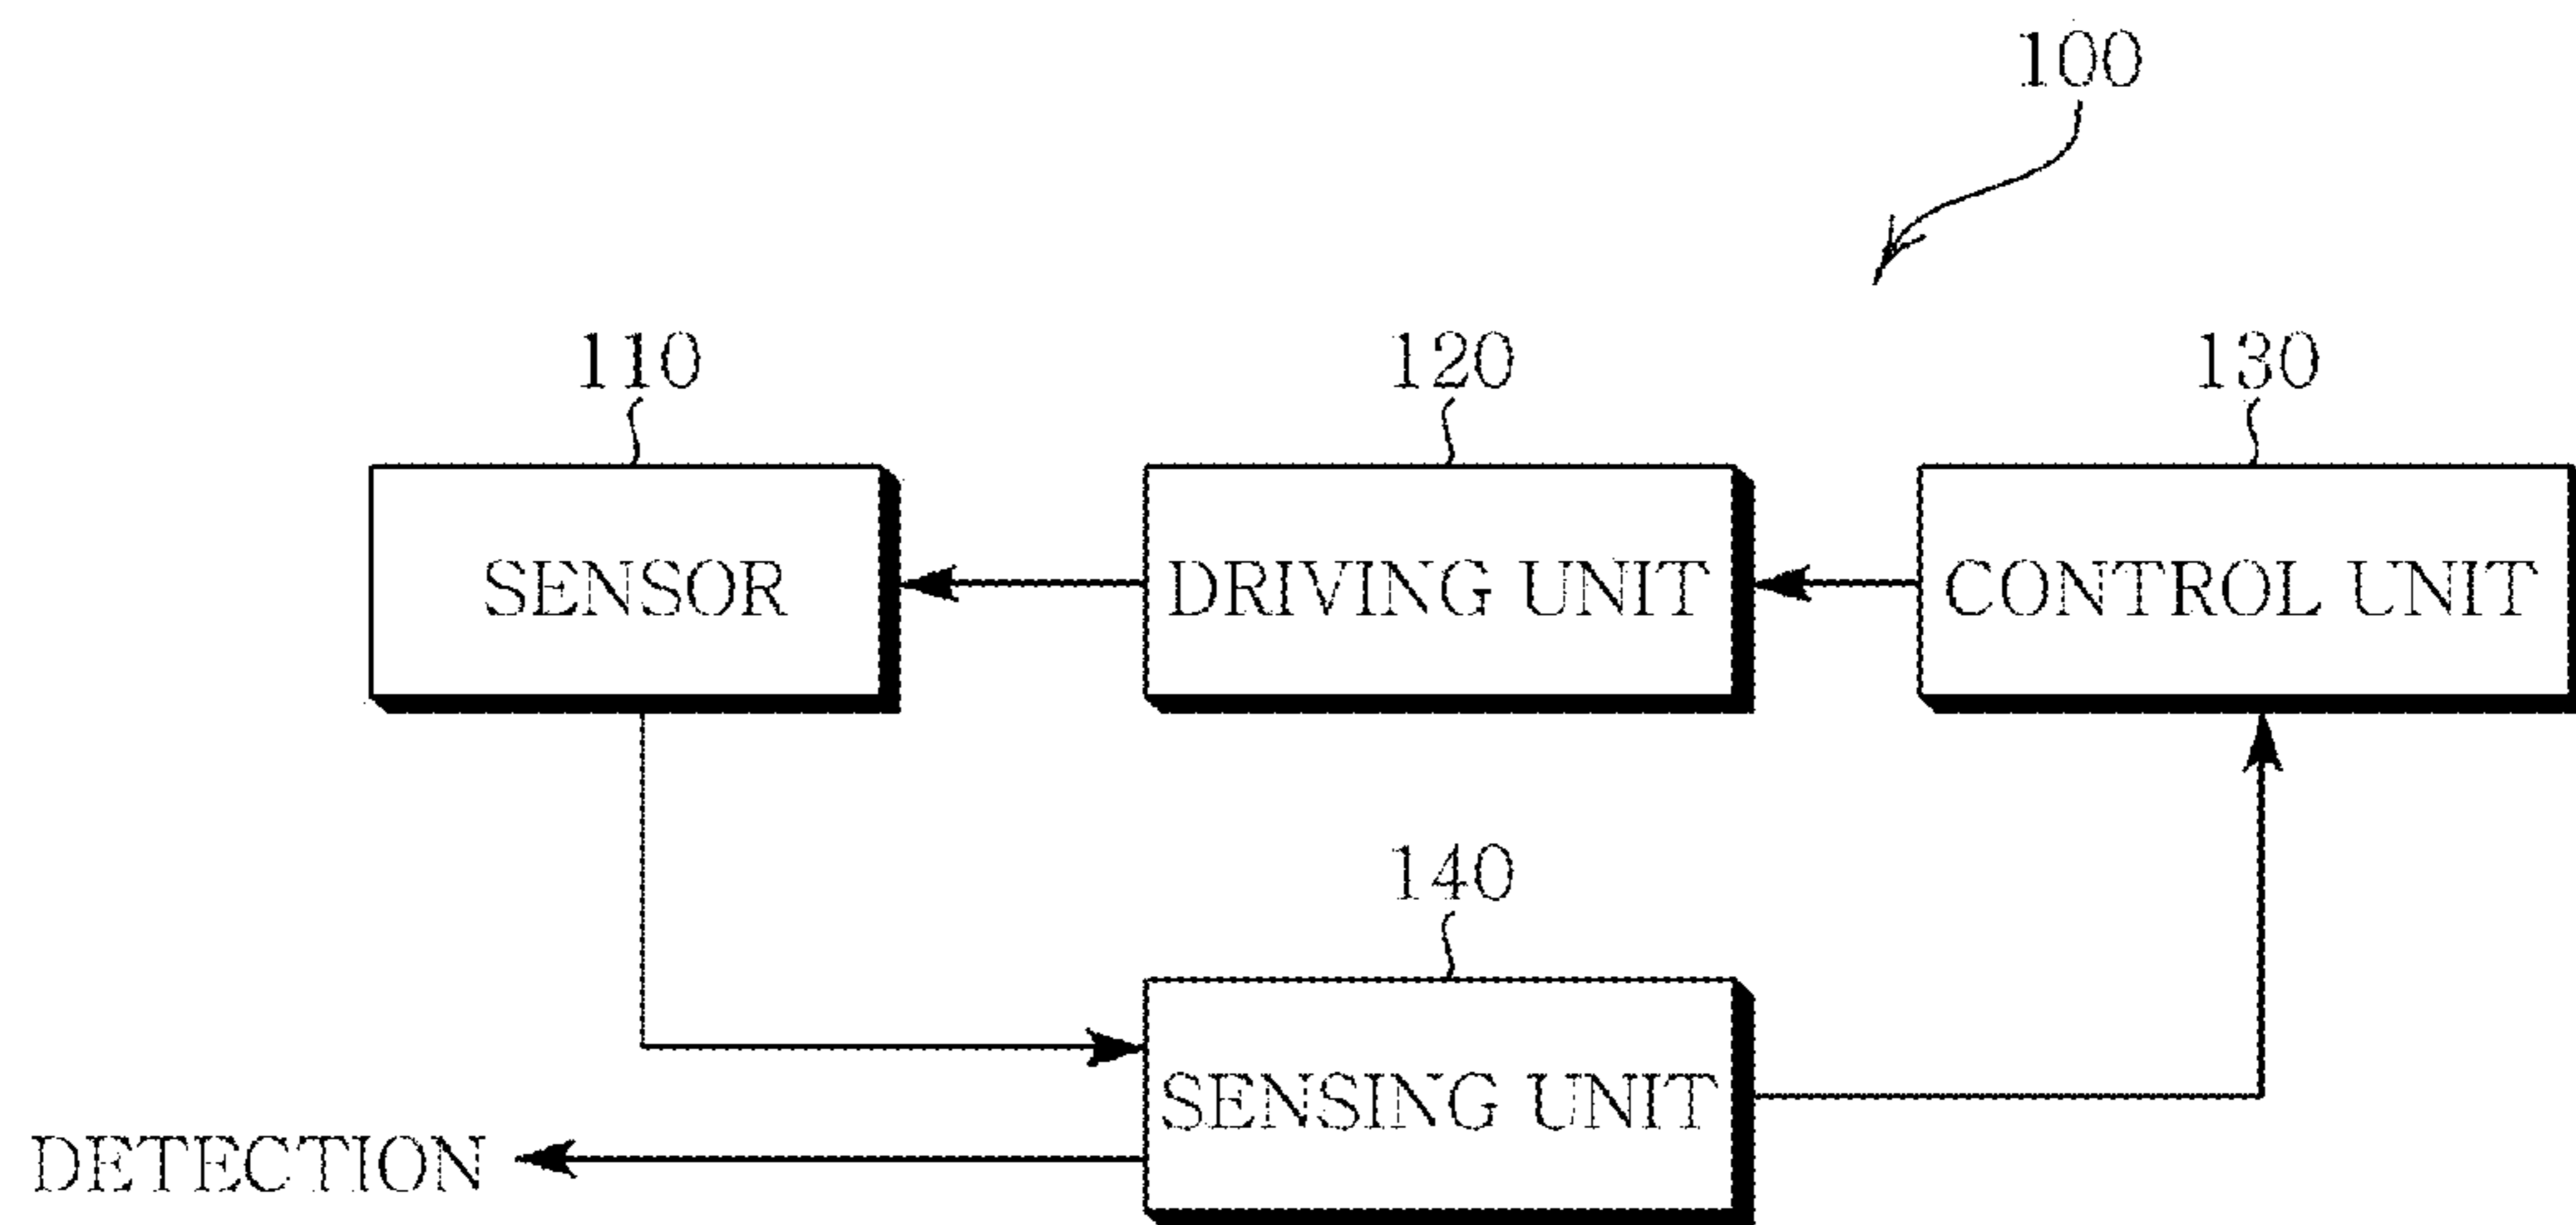 100
110
120
130
SENSOR
DRIVING UNIT
CONTROL UNIT
140
SENSING UNIT
DETECTION